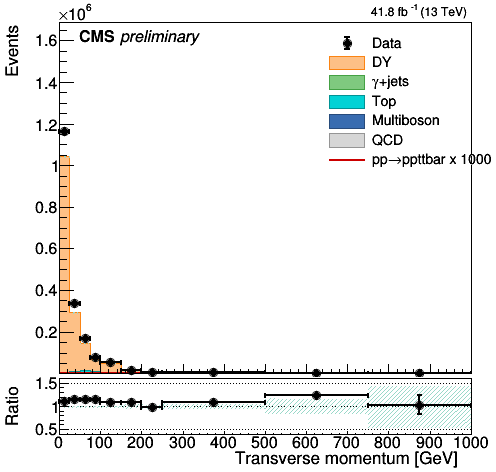 ×10^6
41.8 fb^-1 (13 TeV)
CMS preliminary
Events
1.6
1.4
1.2
1
0.8
0.6
0.4
0.2
Data
DY
γ+jets
Top
Multiboson
QCD
pp→ppttbar x 1000
Ratio
1.5
1
0.5
0 100 200 300 400 500 600 700 800 900 1000
Transverse momentum [GeV]